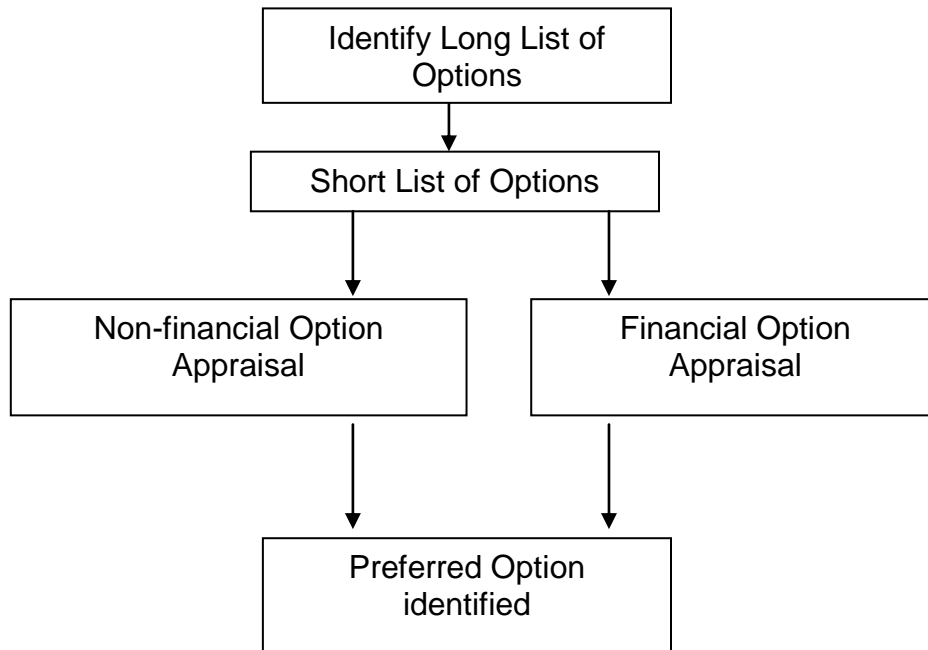 Identify Long List of
Options
Short List of Options
Non-financial Option
Appraisal
Financial Option
Appraisal
Preferred Option
identified